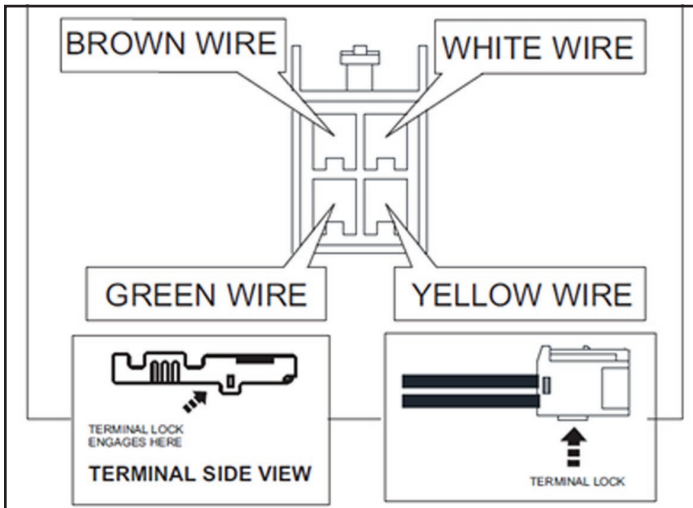 BROWN WIRE
WHITE WIRE
GREEN WIRE
YELLOW WIRE
TERMINAL LOCK
ENGAGES HERE
TERMINAL SIDE VIEW
TERMINAL LOCK